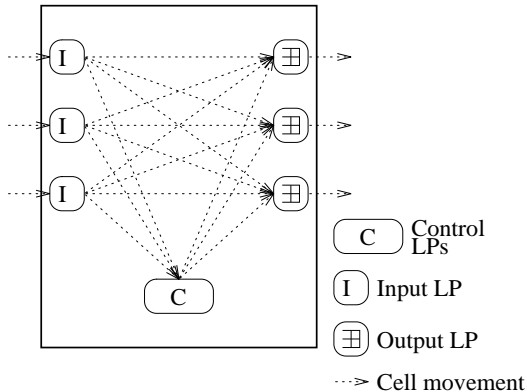 I
I
I
C
C
Control
LPs
I
Input LP
Output LP
Cell movement